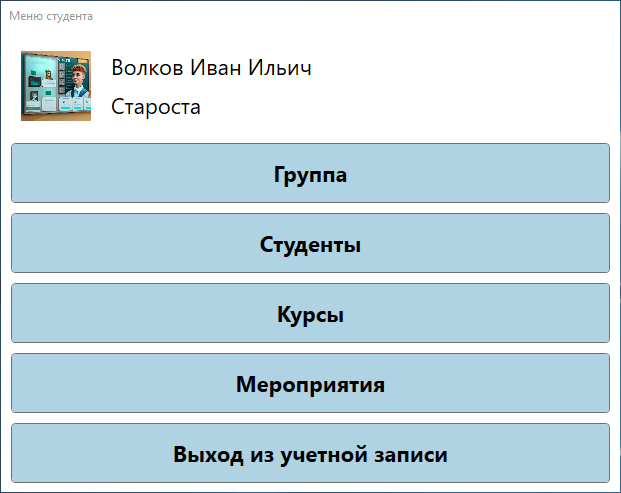 Меню студента
Волков Иван Ильич
Староста
Группа
Студенты
Курсы
Мероприятия
Выход из учетной записи